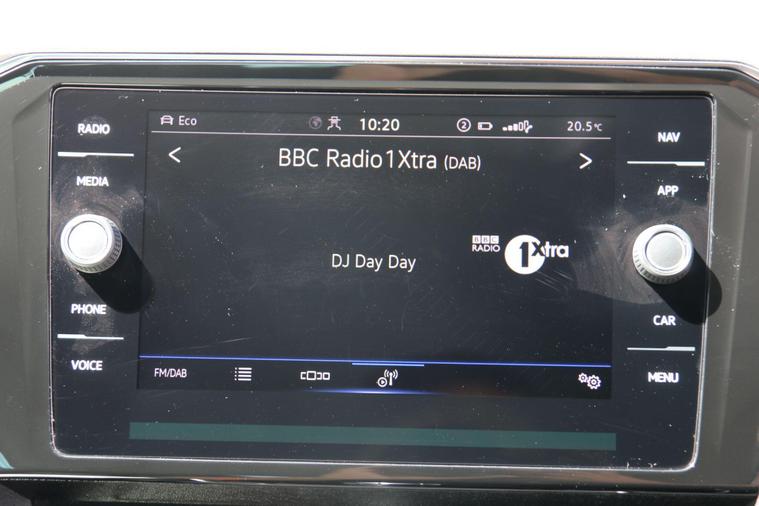 RADIO
MEDIA
PHONE
VOICE
Eco
10:20
2
20.5°C
BBC Radio1Xtra (DAB)
DJ Day Day
BBC
RADIO
1Xtra
FM/DAB
NAV
APP
CAR
MENU